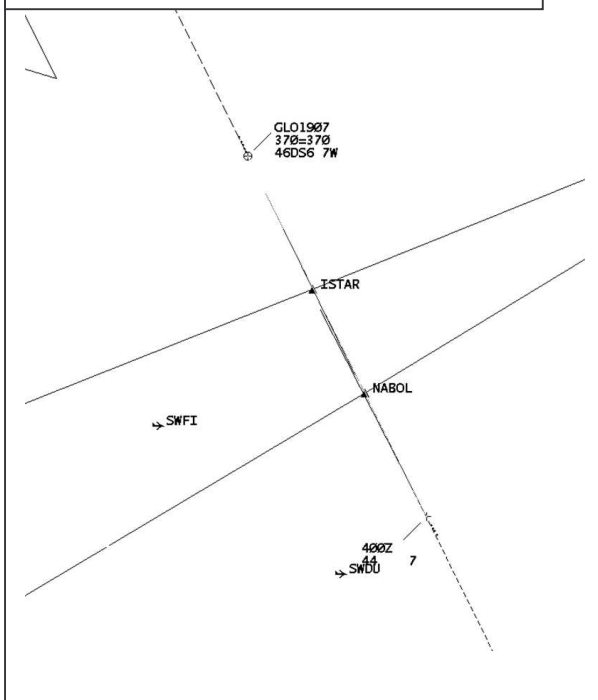 GLO1907
370=370
46DS6 7W
ISTAR
NABOL
SWFI
400Z
44 7
SWDU